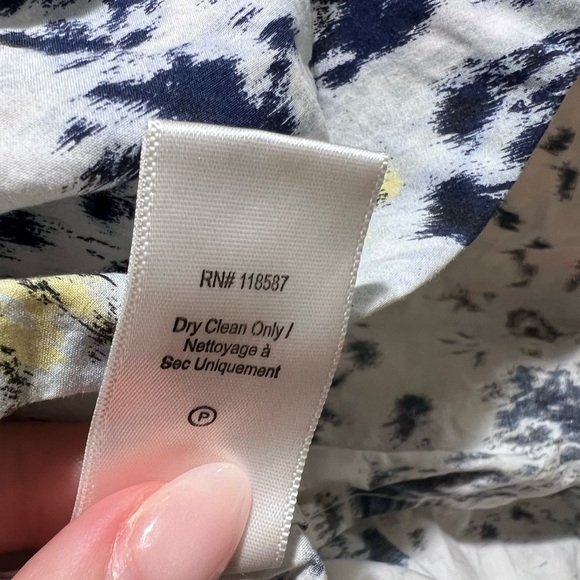 RN# 118587
Dry Clean Only /
Nettoyage à
Sec Uniquement
P